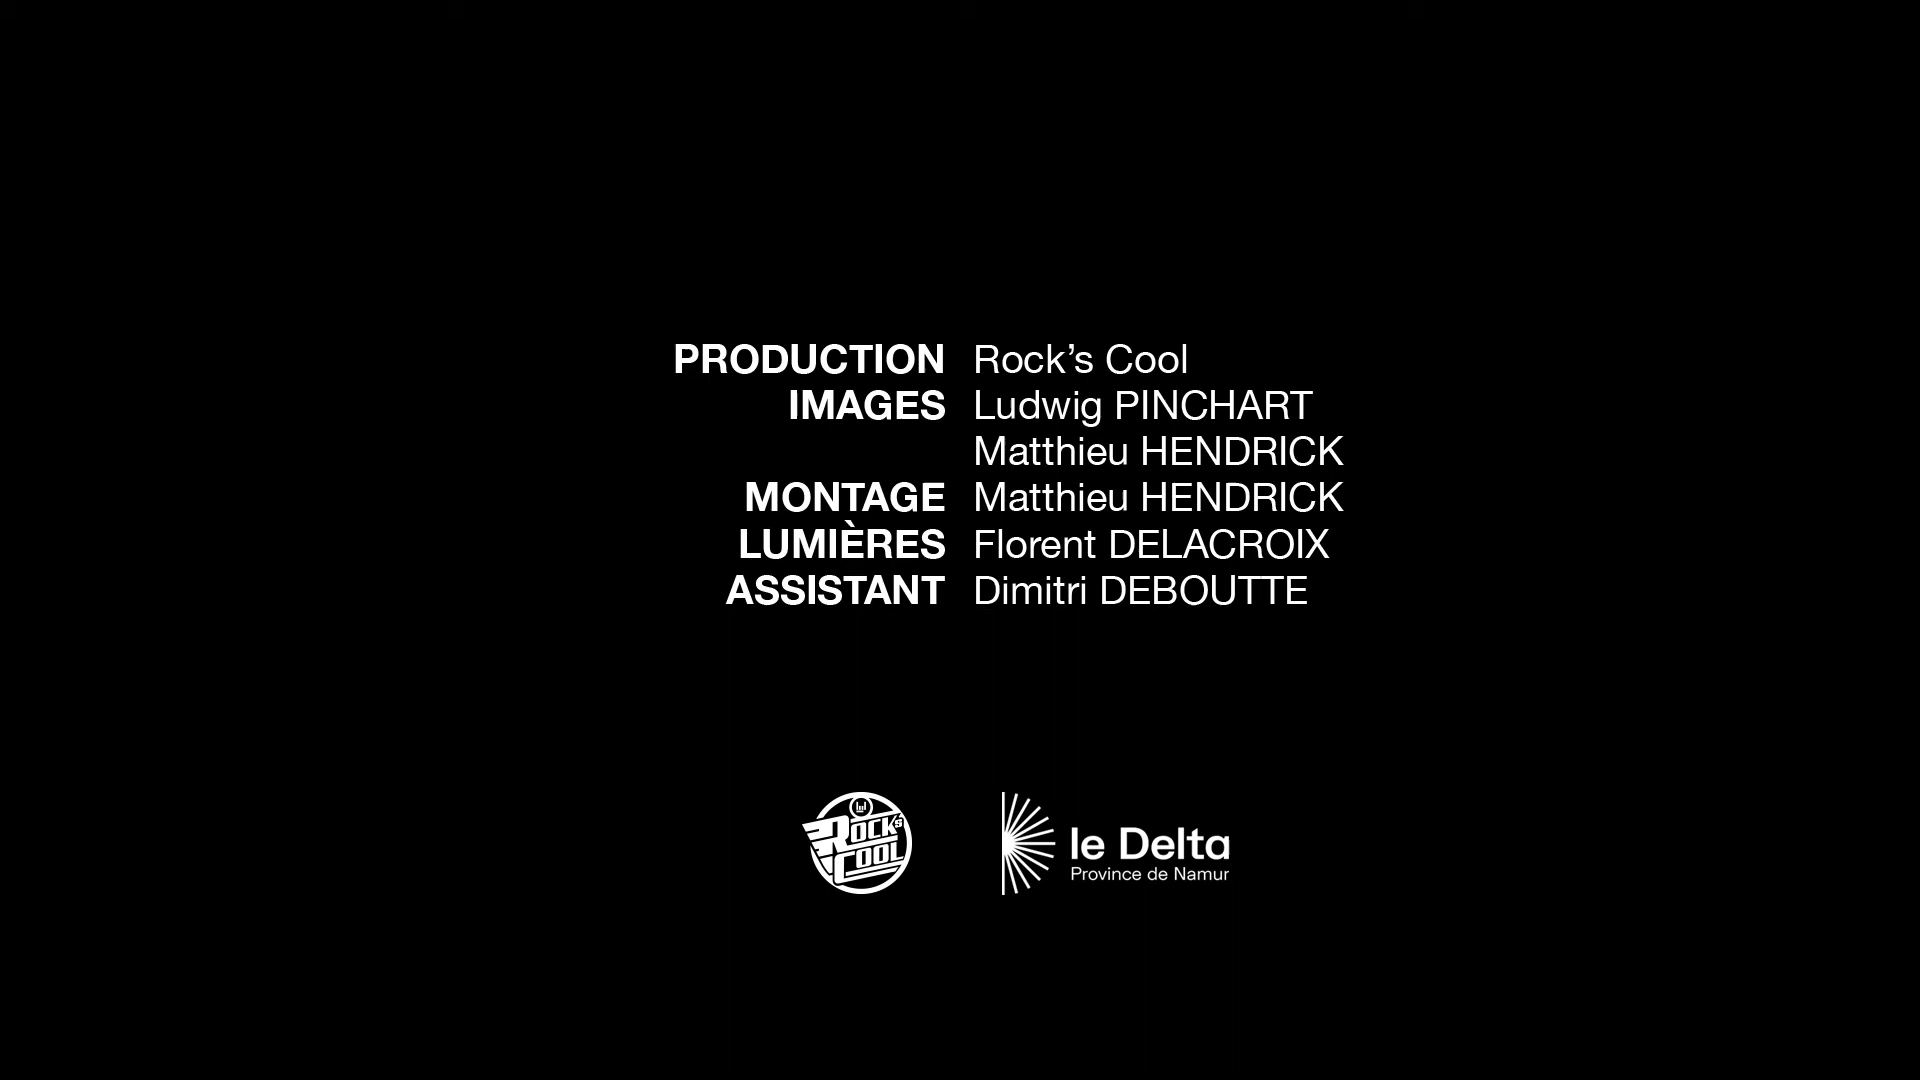 PRODUCTION Rock’s Cool
IMAGES Ludwig PINCHART
Matthieu HENDRICK
MONTAGE Matthieu HENDRICK
LUMIÈRES Florent DELACROIX
ASSISTANT Dimitri DEBOUTTE
ROCK'S
COOL
le Delta
Province de Namur